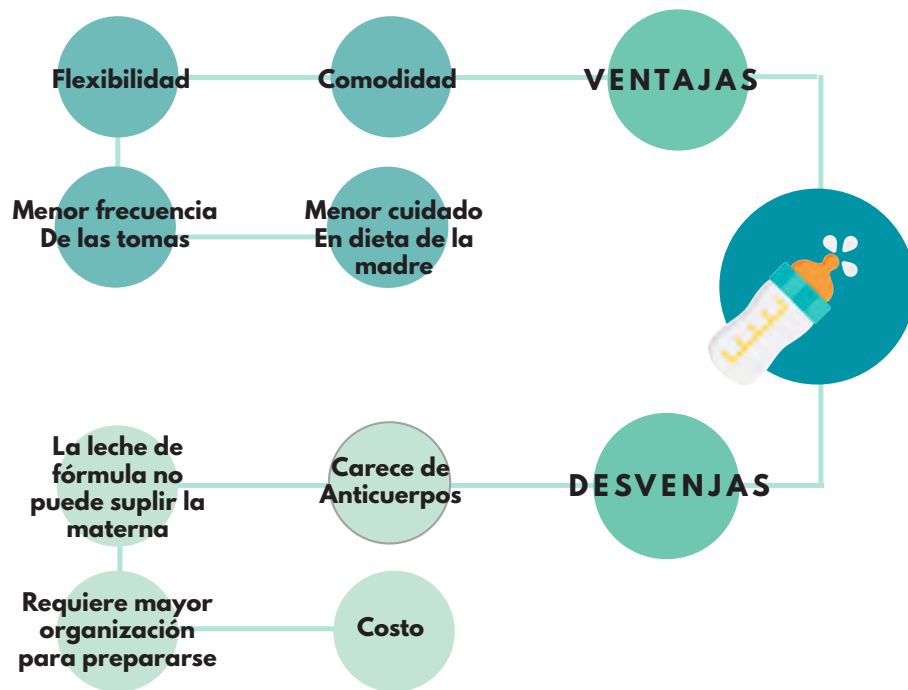 Flexibilidad
Comodidad
VENTAJAS
Menor frecuencia
De las tomas
Menor cuidado
En dieta de la
madre
La leche de
fórmula no
puede suplir la
materna
Carece de
Anticuerpos
DESVENJAS
Requiere mayor
organización
para prepararse
Costo